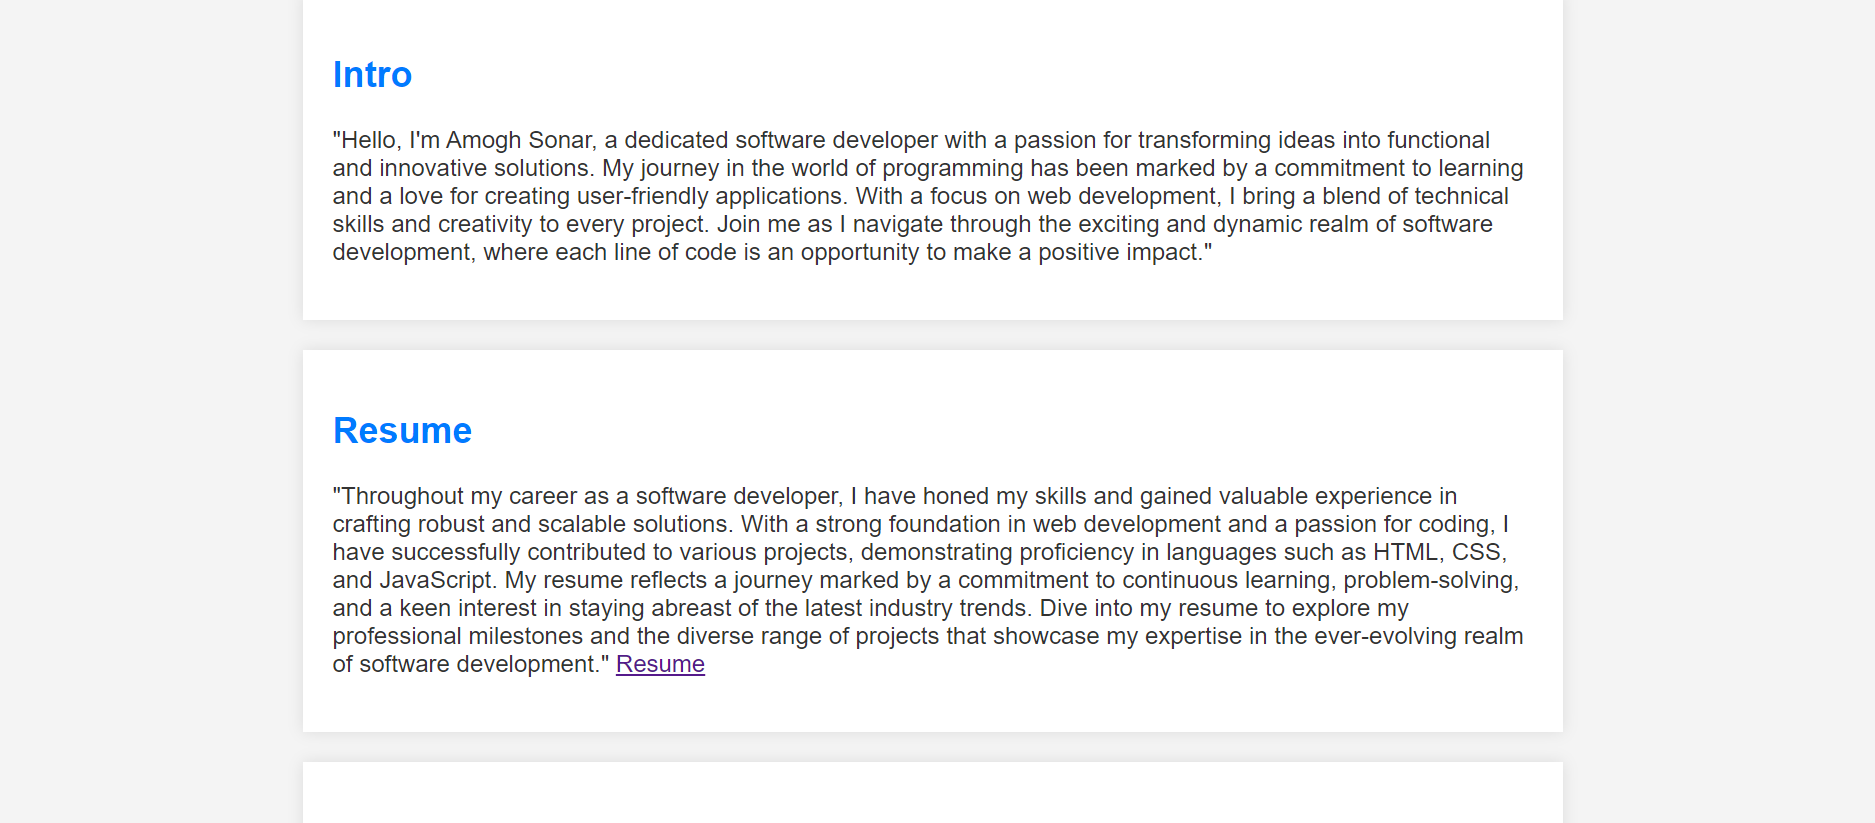 Intro
"Hello, I'm Amogh Sonar, a dedicated software developer with a passion for transforming ideas into functional
and innovative solutions. My journey in the world of programming has been marked by a commitment to learning
and a love for creating user-friendly applications. With a focus on web development, I bring a blend of technical
skills and creativity to every project. Join me as I navigate through the exciting and dynamic realm of software
development, where each line of code is an opportunity to make a positive impact."
Resume
"Throughout my career as a software developer, I have honed my skills and gained valuable experience in
crafting robust and scalable solutions. With a strong foundation in web development and a passion for coding, I
have successfully contributed to various projects, demonstrating proficiency in languages such as HTML, CSS,
and JavaScript. My resume reflects a journey marked by a commitment to continuous learning, problem-solving,
and a keen interest in staying abreast of the latest industry trends. Dive into my resume to explore my
professional milestones and the diverse range of projects that showcase my expertise in the ever-evolving realm
of software development." Resume